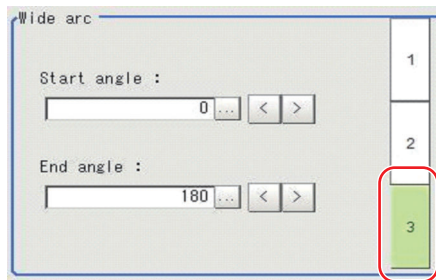 Wide arc
1
Start angle :
0 ... < >
2
End angle :
180 ... < >
3